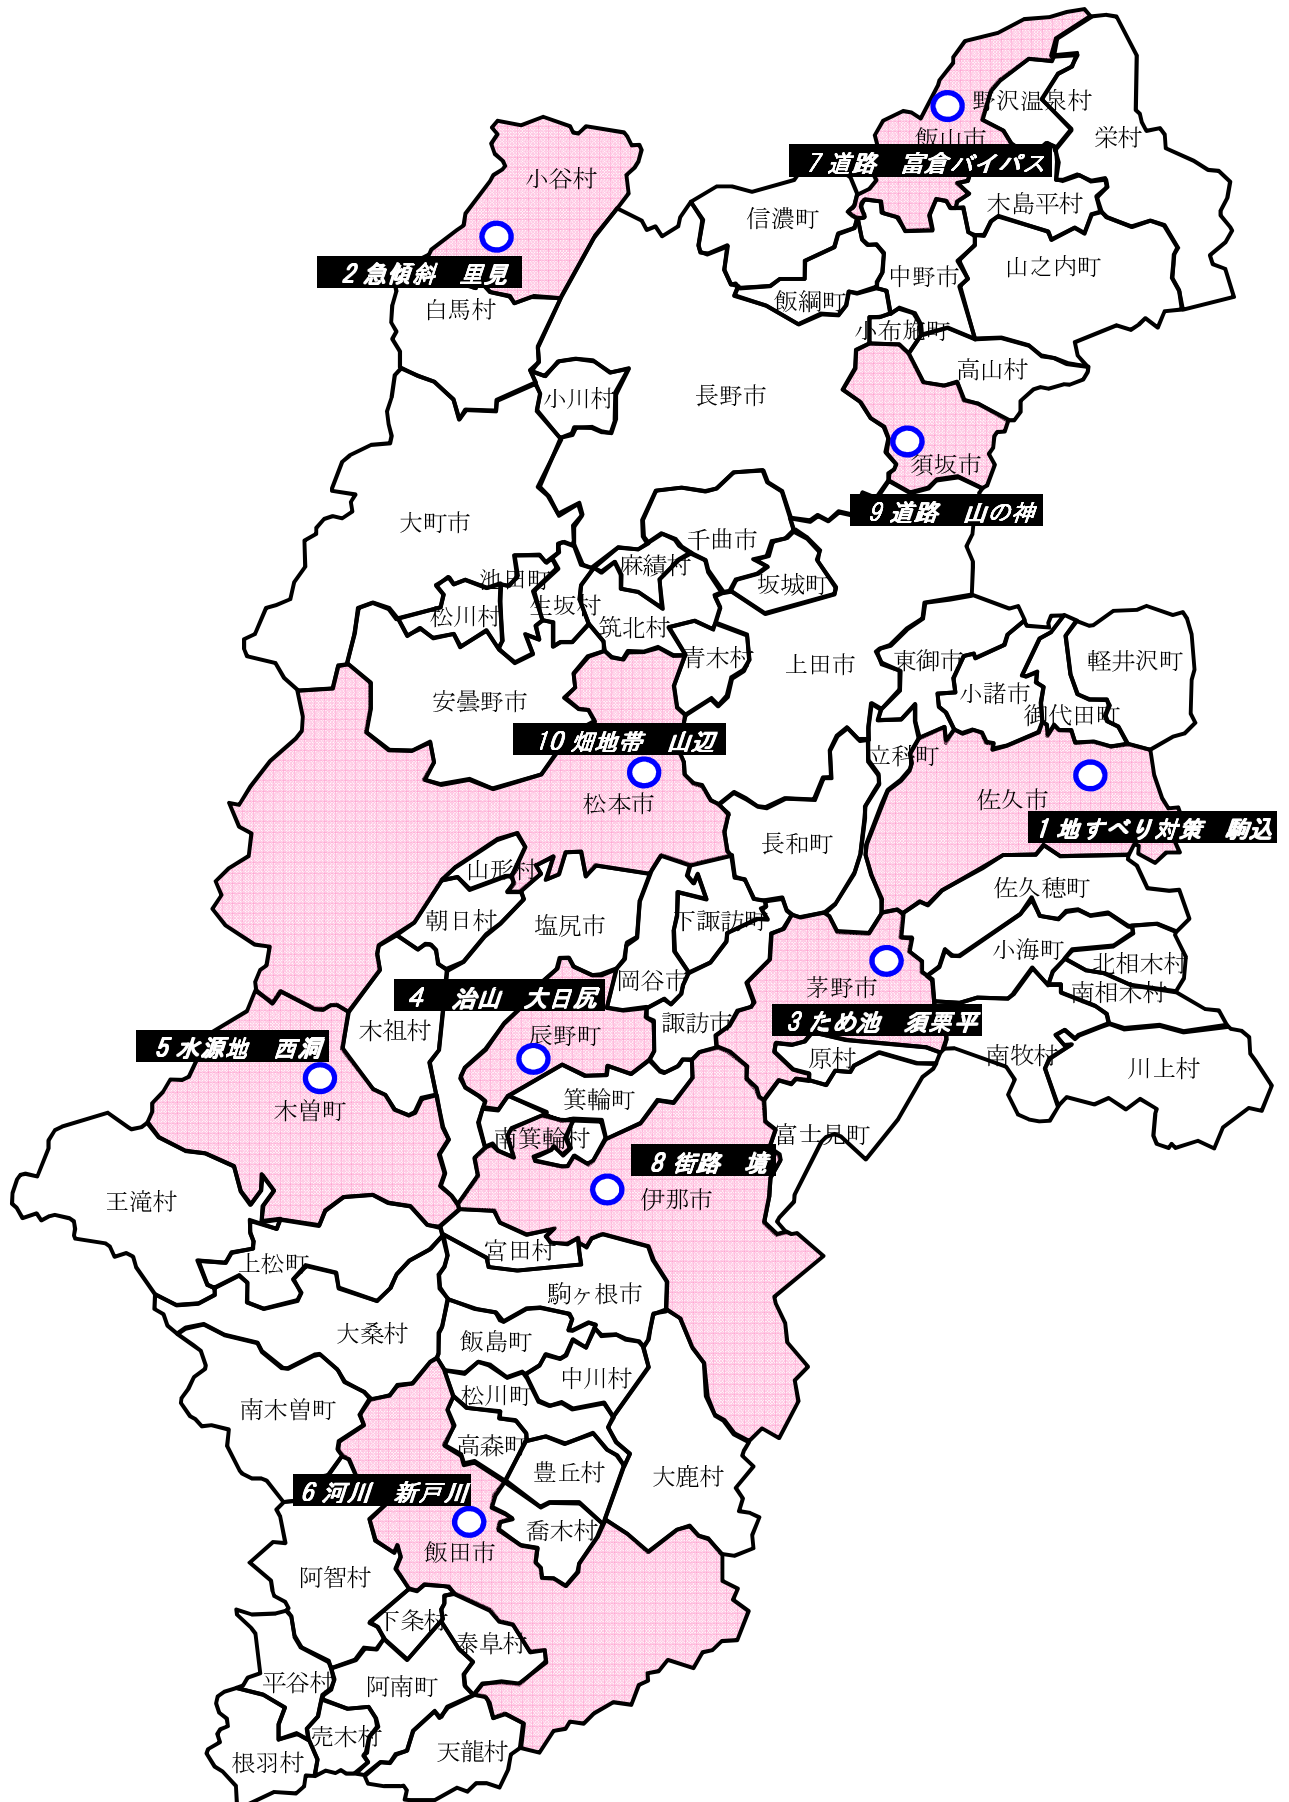 野沢温泉村
飯山市
栄村
7 道路　富倉バイパス
小谷村
木島平村
信濃町
山之内町
中野市
2 急傾斜　里見
飯綱町
白馬村
小布施町
高山村
小川村
長野市
須坂市
9 道路　山の神
大町市
千曲市
麻績村
池田町
坂城町
生坂村
松川村
筑北村
青木村
上田市
東御市
軽井沢町
小諸市
安曇野市
御代田町
10 畑地帯　山辺
立科町
松本市
佐久市
1 地すべり対策　駒込
長和町
山形村
佐久穂町
朝日村
塩尻市
下諏訪町
小海町
北相木村
岡谷市
茅野市
南相木村
4　治山　大日尻
3 ため池　須栗平
諏訪市
木祖村
辰野町
5 水源地　西洞
原村
南牧村
川上村
箕輪町
木曽町
南箕輪村
富士見町
8 街路　境
王滝村
伊那市
宮田村
上松町
駒ヶ根市
大桑村
飯島町
中川村
松川町
南木曽町
高森町
豊丘村
大鹿村
6 河川　新戸川
喬木村
飯田市
阿智村
下条村
泰阜村
平谷村
阿南町
売木村
天龍村
根羽村